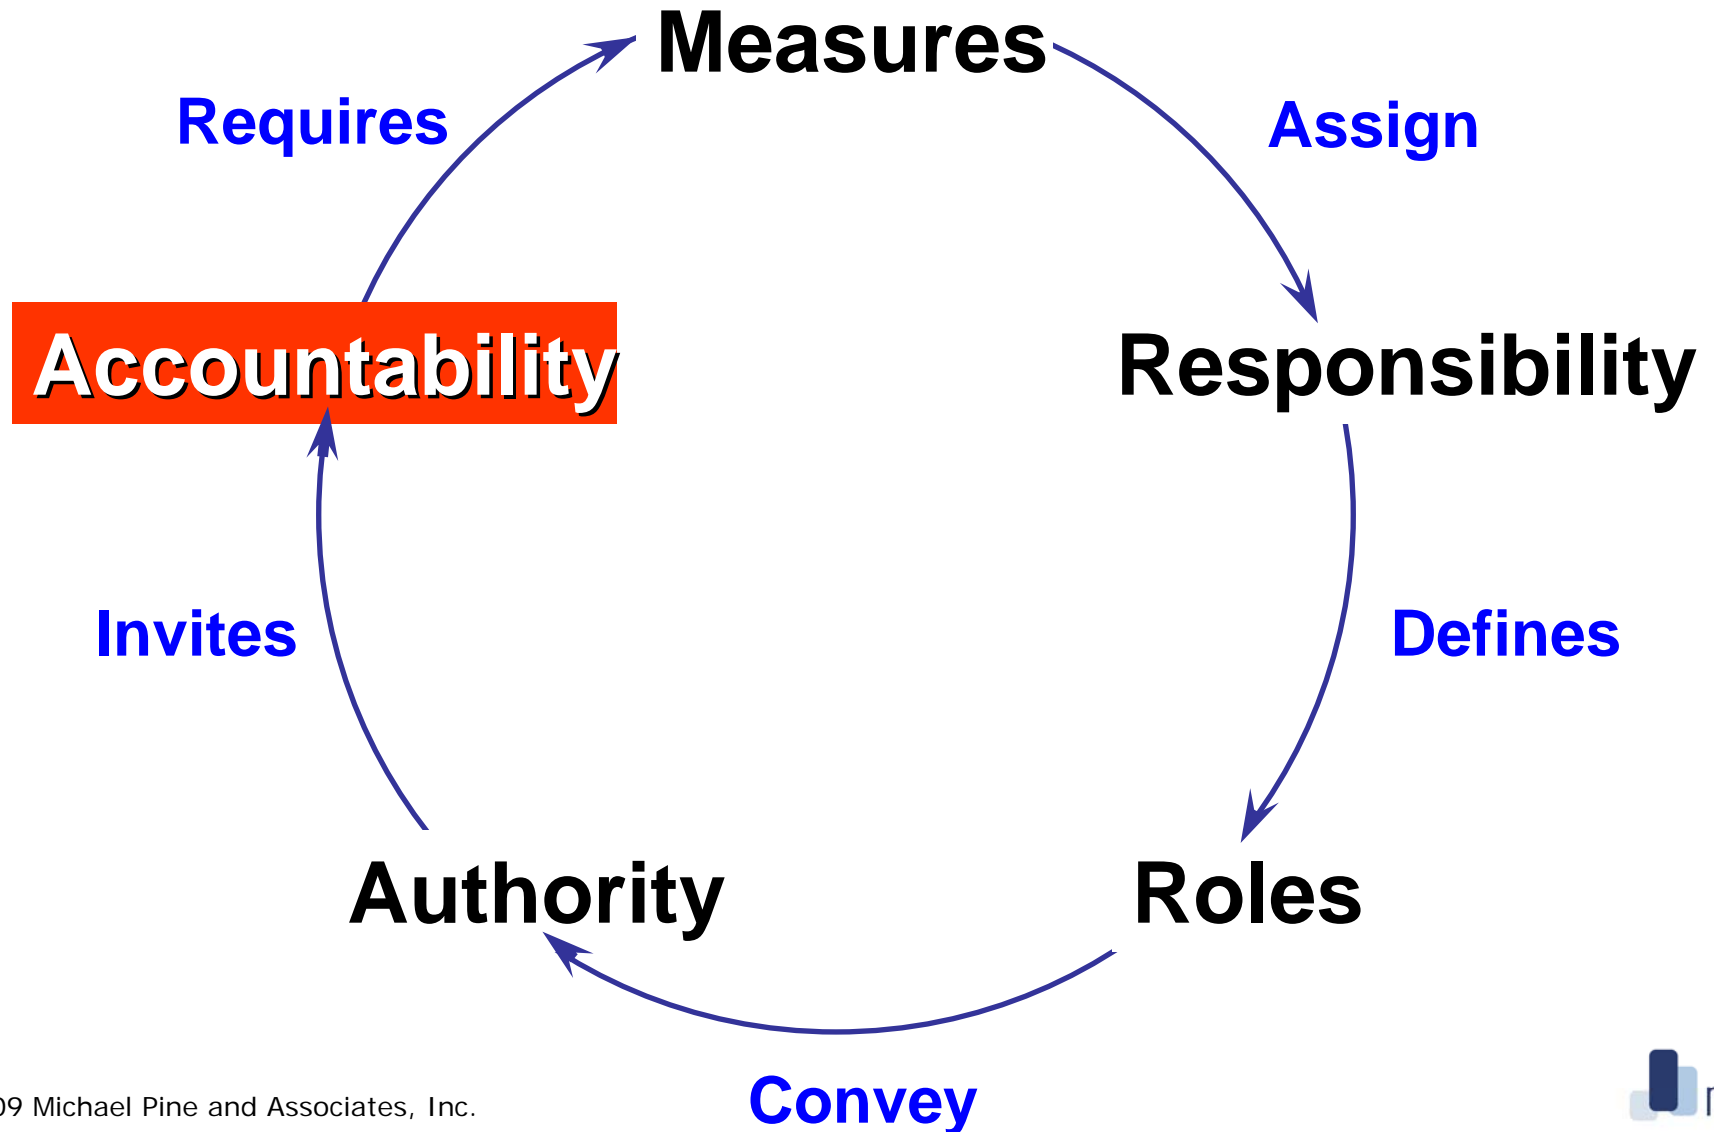 Measures
Requires
Assign
Accountability
Responsibility
Invites
Defines
Authority
Roles
Convey
09 Michael Pine and Associates, Inc.